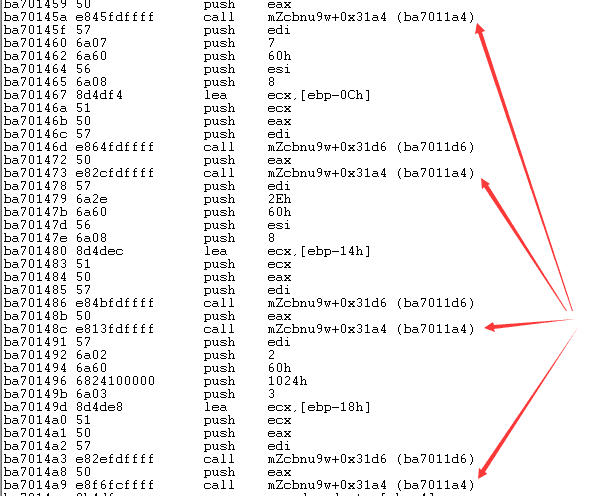 ba701459 50 push eax
ba70145a e845fdffff call mZcbnu9w+0x31a4 (ba7011a4)
ba70145f 57 push edi
ba701460 6a07 push 7
ba701462 6a60 push 60h
ba701464 56 push esi
ba701465 6a08 push 8
ba701467 8d4df4 lea ecx,[ebp-0Ch]
ba70146a 51 push ecx
ba70146b 50 push eax
ba70146c 57 push edi
ba70146d e864fdffff call mZcbnu9w+0x31d6 (ba7011d6)
ba701472 50 push eax
ba701473 e82cfdffff call mZcbnu9w+0x31a4 (ba7011a4)
ba701478 57 push edi
ba701479 6a2e push 2Eh
ba70147b 6a60 push 60h
ba70147d 56 push esi
ba70147e 6a08 push 8
ba701480 8d4dec lea ecx,[ebp-14h]
ba701483 51 push ecx
ba701484 50 push eax
ba701485 57 push edi
ba701486 e84bfdffff call mZcbnu9w+0x31d6 (ba7011d6)
ba70148b 50 push eax
ba70148c e813fdffff call mZcbnu9w+0x31a4 (ba7011a4)
ba701491 57 push edi
ba701492 6a02 push 2
ba701494 6a60 push 60h
ba701496 6824100000 push 1024h
ba70149b 6a03 push 3
ba70149d 8d4de8 lea ecx,[ebp-18h]
ba7014a0 51 push ecx
ba7014a1 50 push eax
ba7014a2 57 push edi
ba7014a3 e82efdffff call mZcbnu9w+0x31d6 (ba7011d6)
ba7014a8 50 push eax
ba7014a9 e8f6fcffff call mZcbnu9w+0x31a4 (ba7011a4)